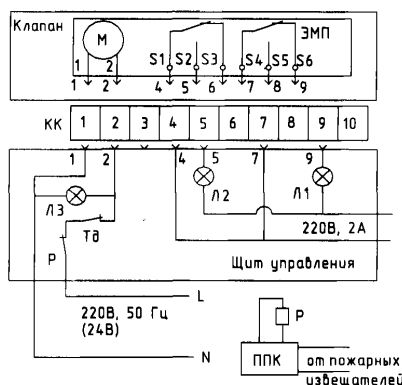 Клапан
М
ЭМП
1 2
S1 S2 S3 S4 S5 S6
1 2 4 5 6 7 8 9
КК 1 2 3 4 5 6 7 8 9 10
1 2 4 5 7 9
Л3 Л2 Л1
Тд
220В, 2А
Р
Щит управления
L
220В, 50 Гц
(24В)
Р
N
ППК
от пожарных
извещателей